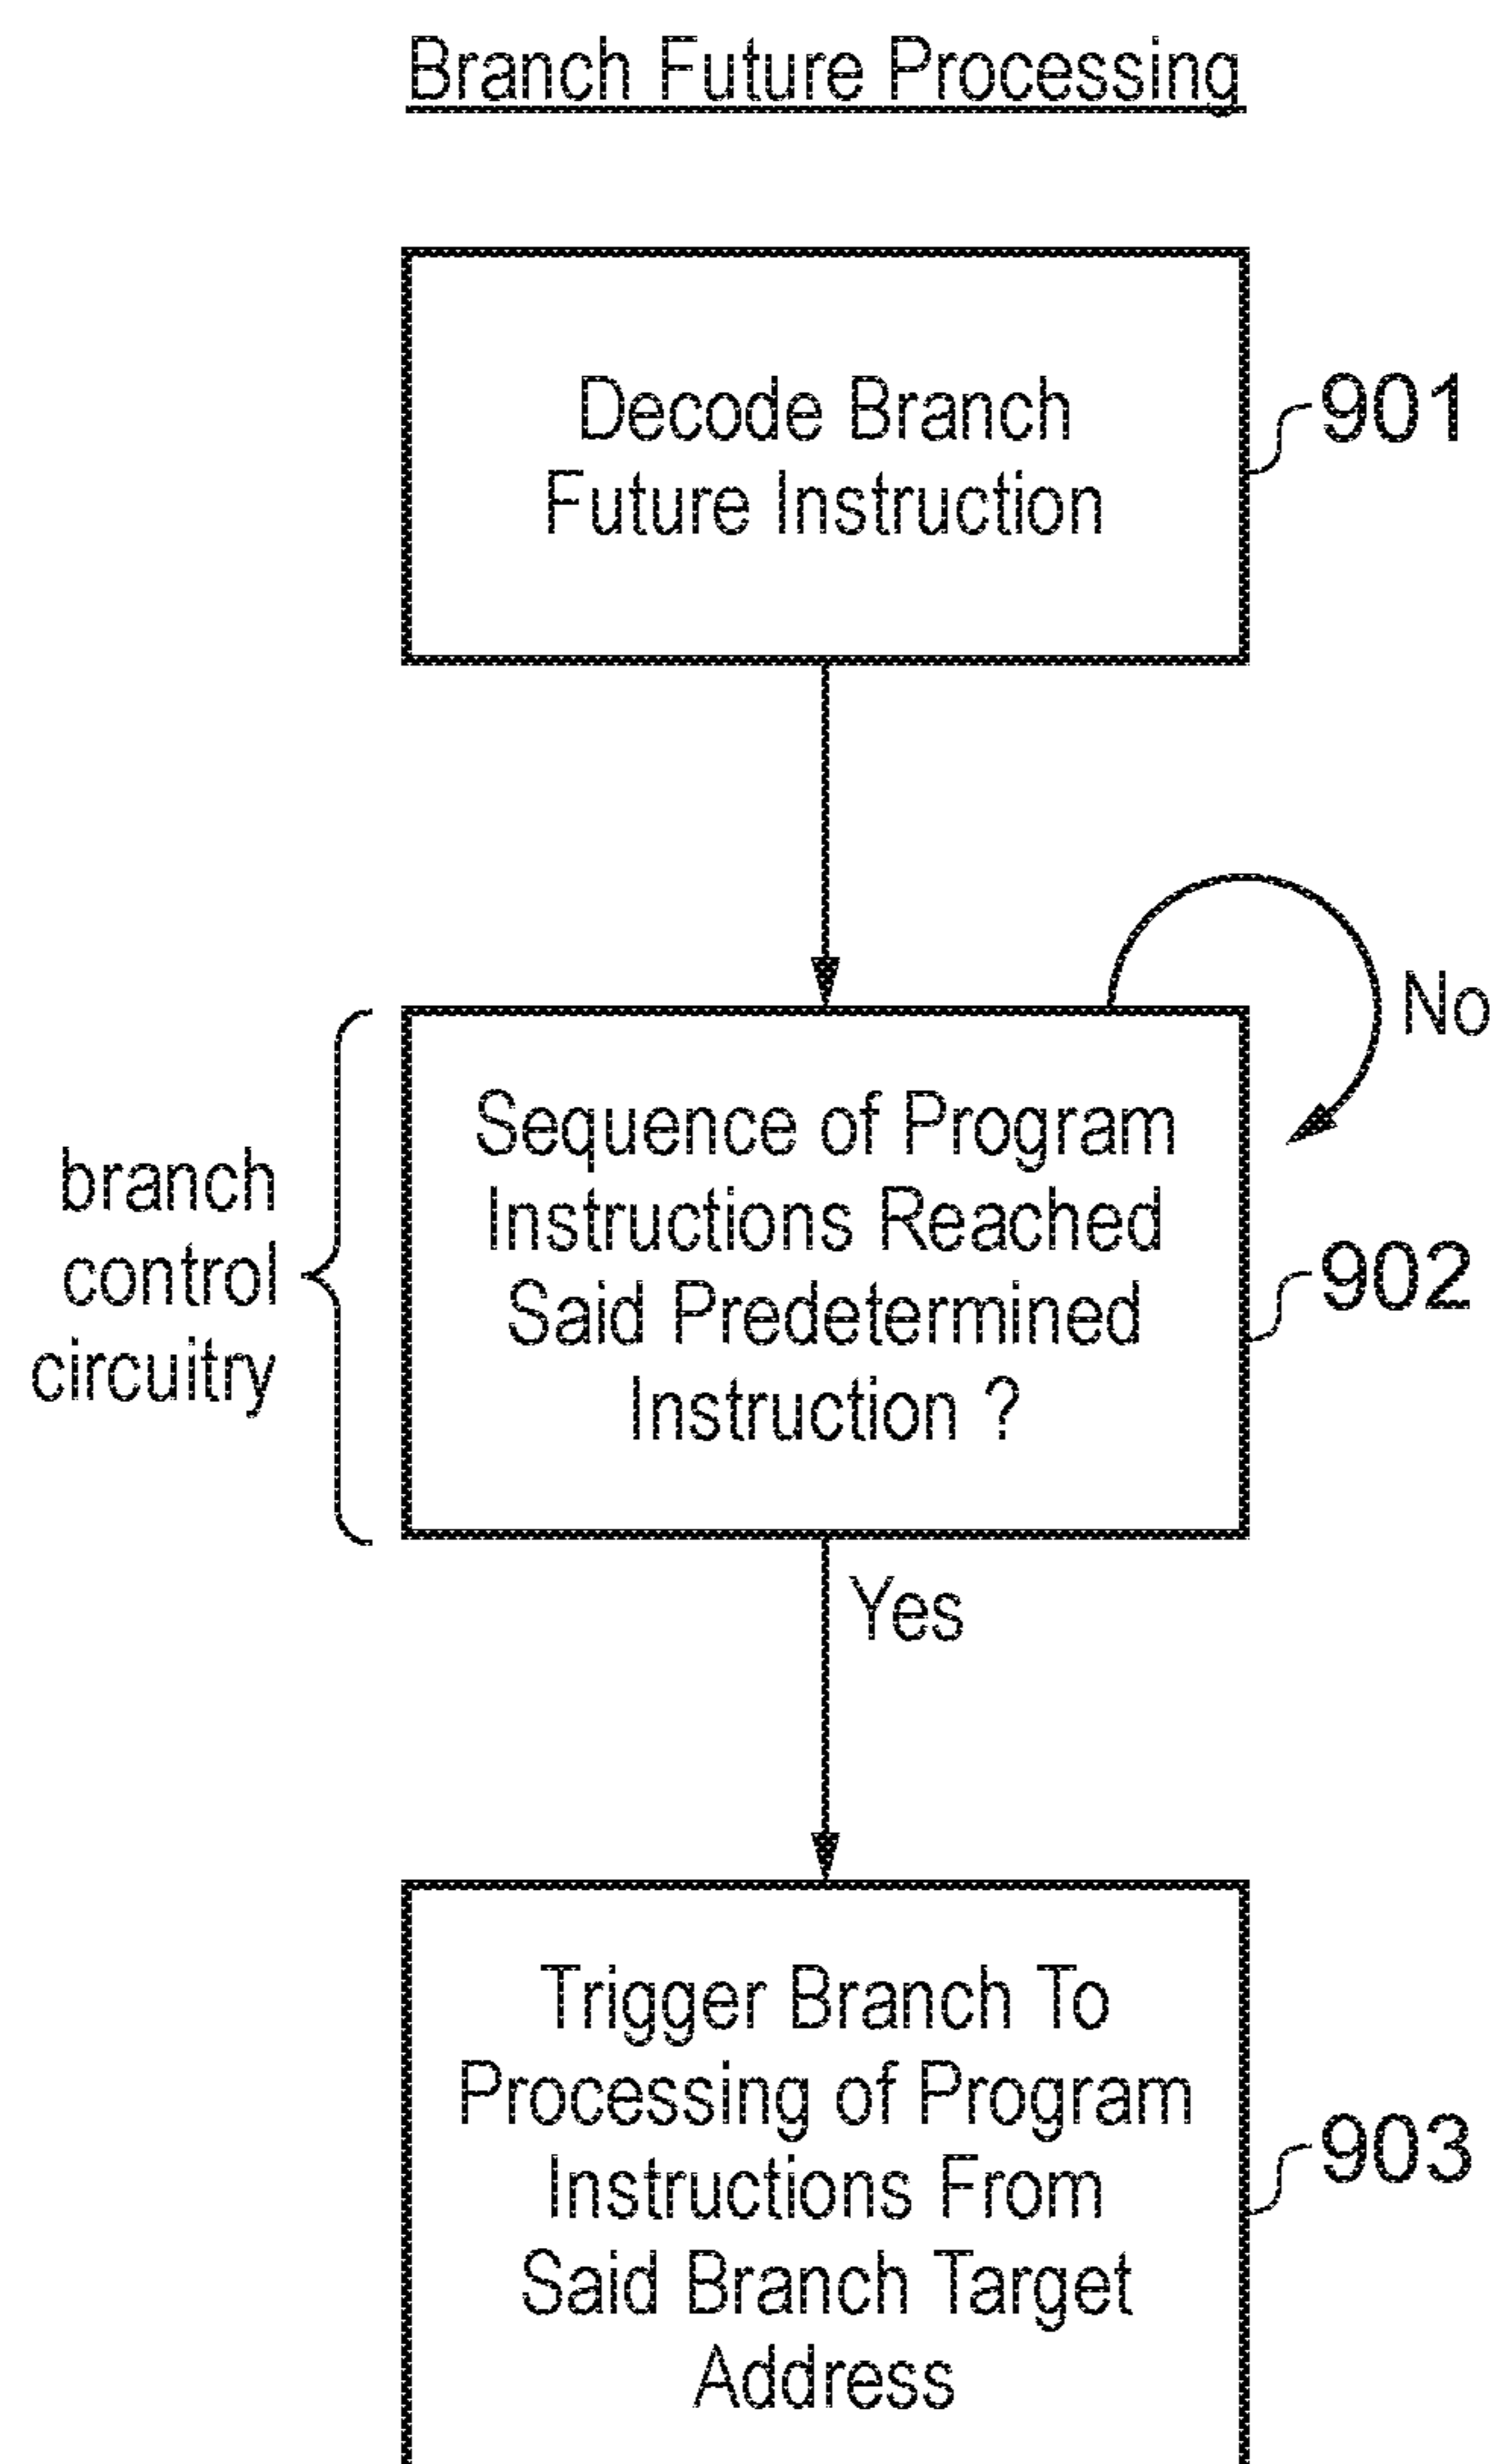 Branch Future Processing
Decode Branch
Future Instruction
901
No
branch
control
circuitry
Sequence of Program
Instructions Reached
Said Predetermined
Instruction ?
902
Yes
Trigger Branch To
Processing of Program
Instructions From
Said Branch Target
Address
903